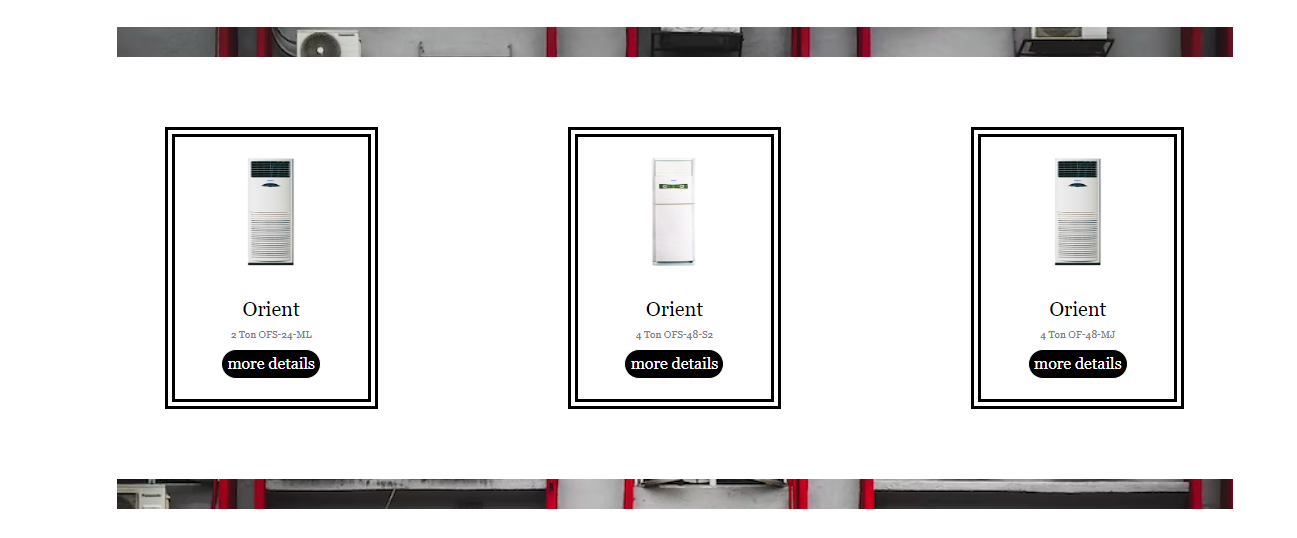 Orient
2 Ton OFS-24-ML
more details
Orient
4 Ton OFS-48-S2
more details
Orient
4 Ton OF-48-MJ
more details